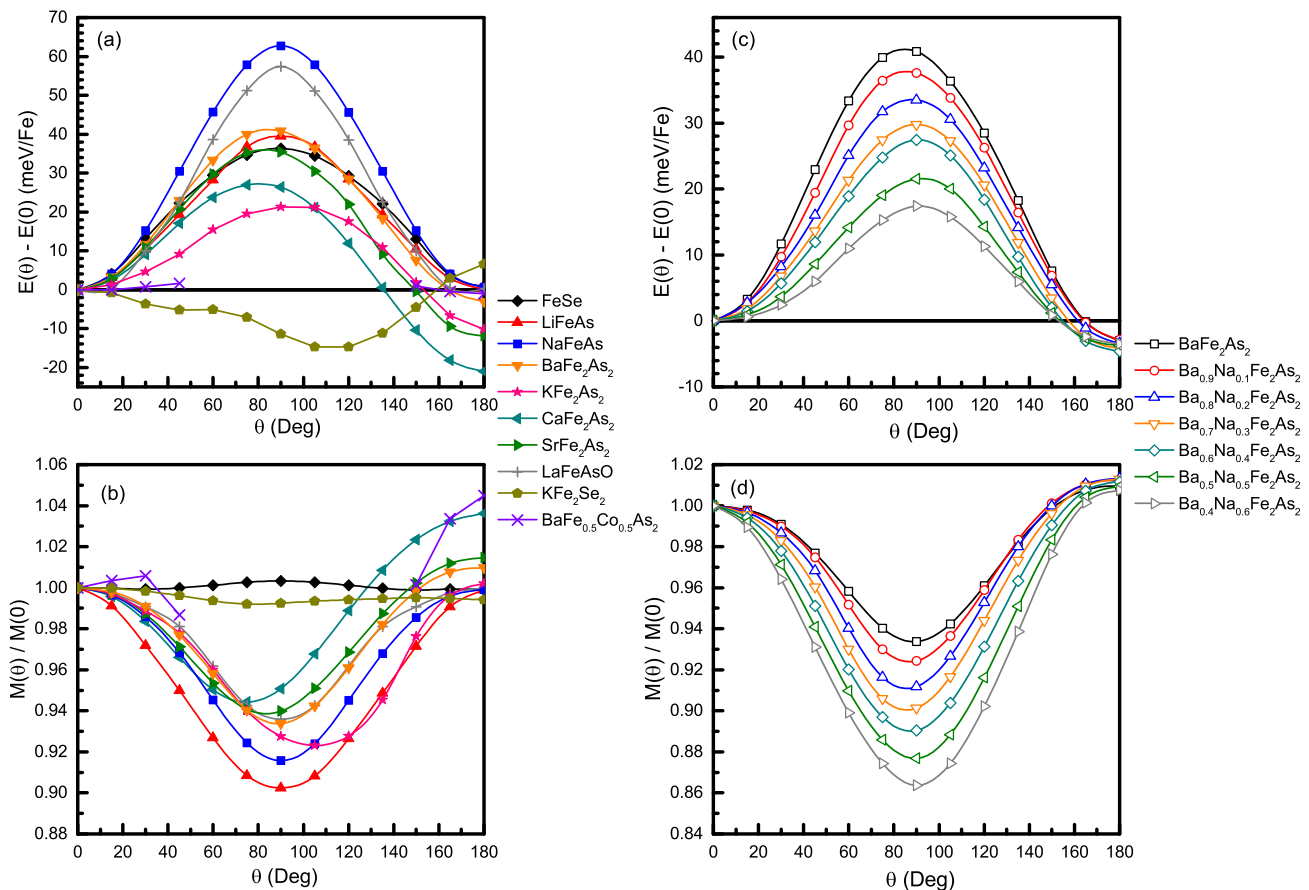 (a)
70
60
50
40
30
20
10
0
-10
-20
E(θ) - E(0) (meV/Fe)
0 20 40 60 80 100 120 140 160 180
θ (Deg)
FeSe
LiFeAs
NaFeAs
BaFe₂As₂
KFe₂As₂
CaFe₂As₂
SrFe₂As₂
LaFeAsO
KFe₂Se₂
BaFe₀.₅Co₀.₅As₂
(b)
1.06
1.04
1.02
1.00
0.98
0.96
0.94
0.92
0.90
0.88
M(θ) / M(0)
0 20 40 60 80 100 120 140 160 180
θ (Deg)
(c)
40
30
20
10
0
-10
E(θ) - E(0) (meV/Fe)
0 20 40 60 80 100 120 140 160 180
θ (Deg)
BaFe₂As₂
Ba₀.₉Na₀.₁Fe₂As₂
Ba₀.₈Na₀.₂Fe₂As₂
Ba₀.₇Na₀.₃Fe₂As₂
Ba₀.₆Na₀.₄Fe₂As₂
Ba₀.₅Na₀.₅Fe₂As₂
Ba₀.₄Na₀.₆Fe₂As₂
(d)
1.02
1.00
0.98
0.96
0.94
0.92
0.90
0.88
0.86
0.84
M(θ) / M(0)
0 20 40 60 80 100 120 140 160 180
θ (Deg)